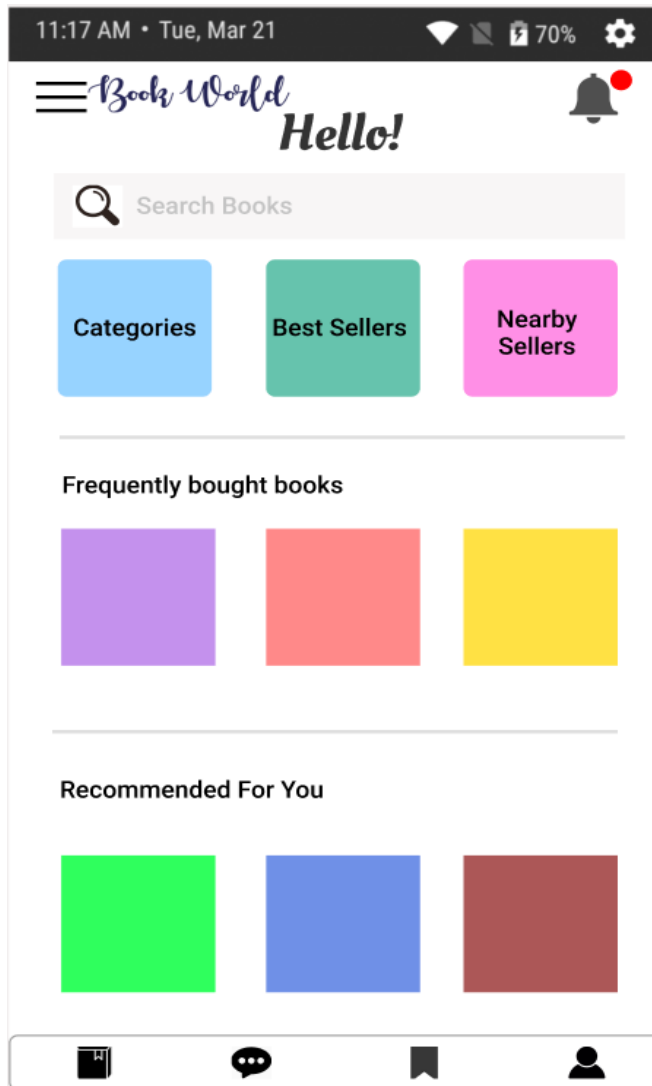 11:17 AM • Tue, Mar 21 70%
Book World
Hello!
Search Books
Categories
Best Sellers
Nearby
Sellers
Frequently bought books
Recommended For You